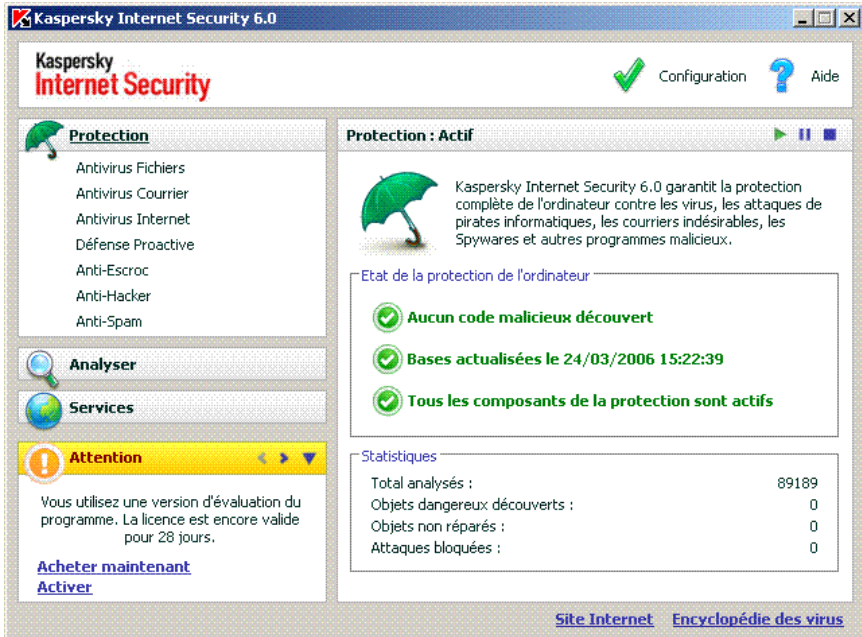 Kaspersky Internet Security 6.0
Kaspersky
Internet Security
Configuration
Aide
Protection
Antivirus Fichiers
Antivirus Courrier
Antivirus Internet
Défense Proactive
Anti-Escroc
Anti-Hacker
Anti-Spam
Analyser
Services
Attention
Vous utilisez une version d'évaluation du
programme. La licence est encore valide
pour 28 jours.
Acheter maintenant
Activer
Protection : Actif
Kaspersky Internet Security 6.0 garantit la protection
complète de l'ordinateur contre les virus, les attaques de
pirates informatiques, les courriers indésirables, les
Spywares et autres programmes malicieux.
Etat de la protection de l'ordinateur
Aucun code malicieux découvert
Bases actualisées le 24/03/2006 15:22:39
Tous les composants de la protection sont actifs
Statistiques
Total analysés : 89189
Objets dangereux découverts : 0
Objets non réparés : 0
Attaques bloquées : 0
Site Internet
Encyclopédie des virus